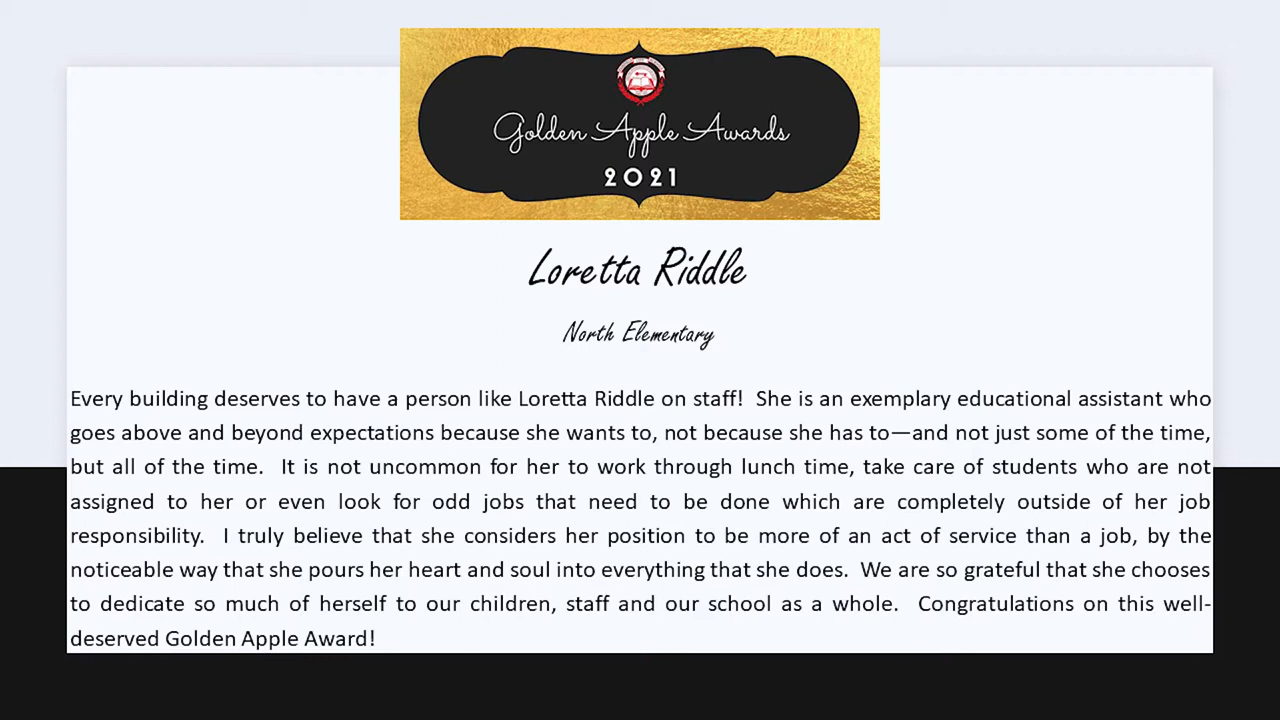 Golden Apple Awards
2021
Loretta Riddle
North Elementary
Every building deserves to have a person like Loretta Riddle on staff!  She is an exemplary educational assistant who
goes above and beyond expectations because she wants to, not because she has to—and not just some of the time,
but all of the time.  It is not uncommon for her to work through lunch time, take care of students who are not
assigned to her or even look for odd jobs that need to be done which are completely outside of her job
responsibility.  I truly believe that she considers her position to be more of an act of service than a job, by the
noticeable way that she pours her heart and soul into everything that she does.  We are so grateful that she chooses
to dedicate so much of herself to our children, staff and our school as a whole.  Congratulations on this well-
deserved Golden Apple Award!